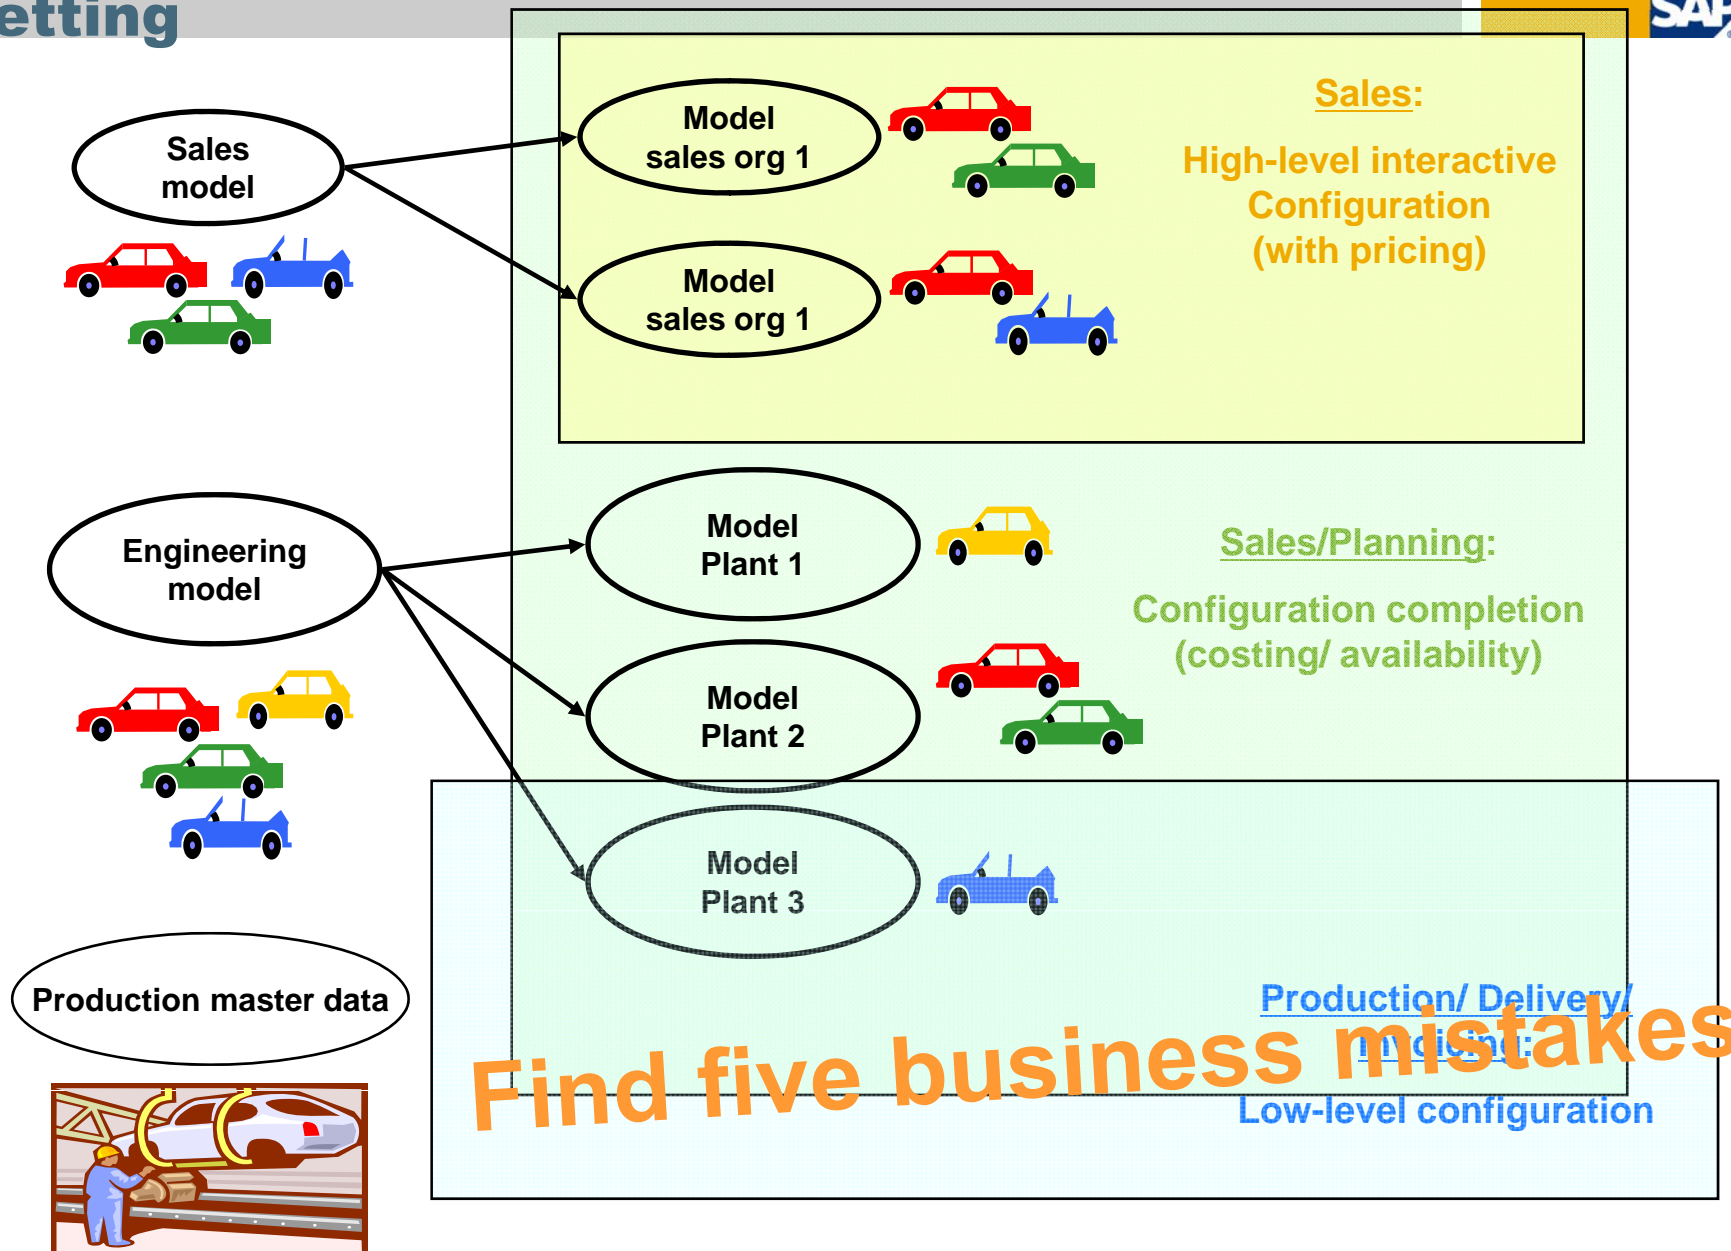 etting
SAP
Sales
model
Model
sales org 1
Sales:
High-level interactive
Configuration
(with pricing)
Model
sales org 1
Engineering
model
Model
Plant 1
Sales/Planning:
Configuration completion
(costing/ availability)
Model
Plant 2
Model
Plant 3
Production master data
Production/ Delivery/
Invoicing:
Low-level configuration
Find five business mistakes